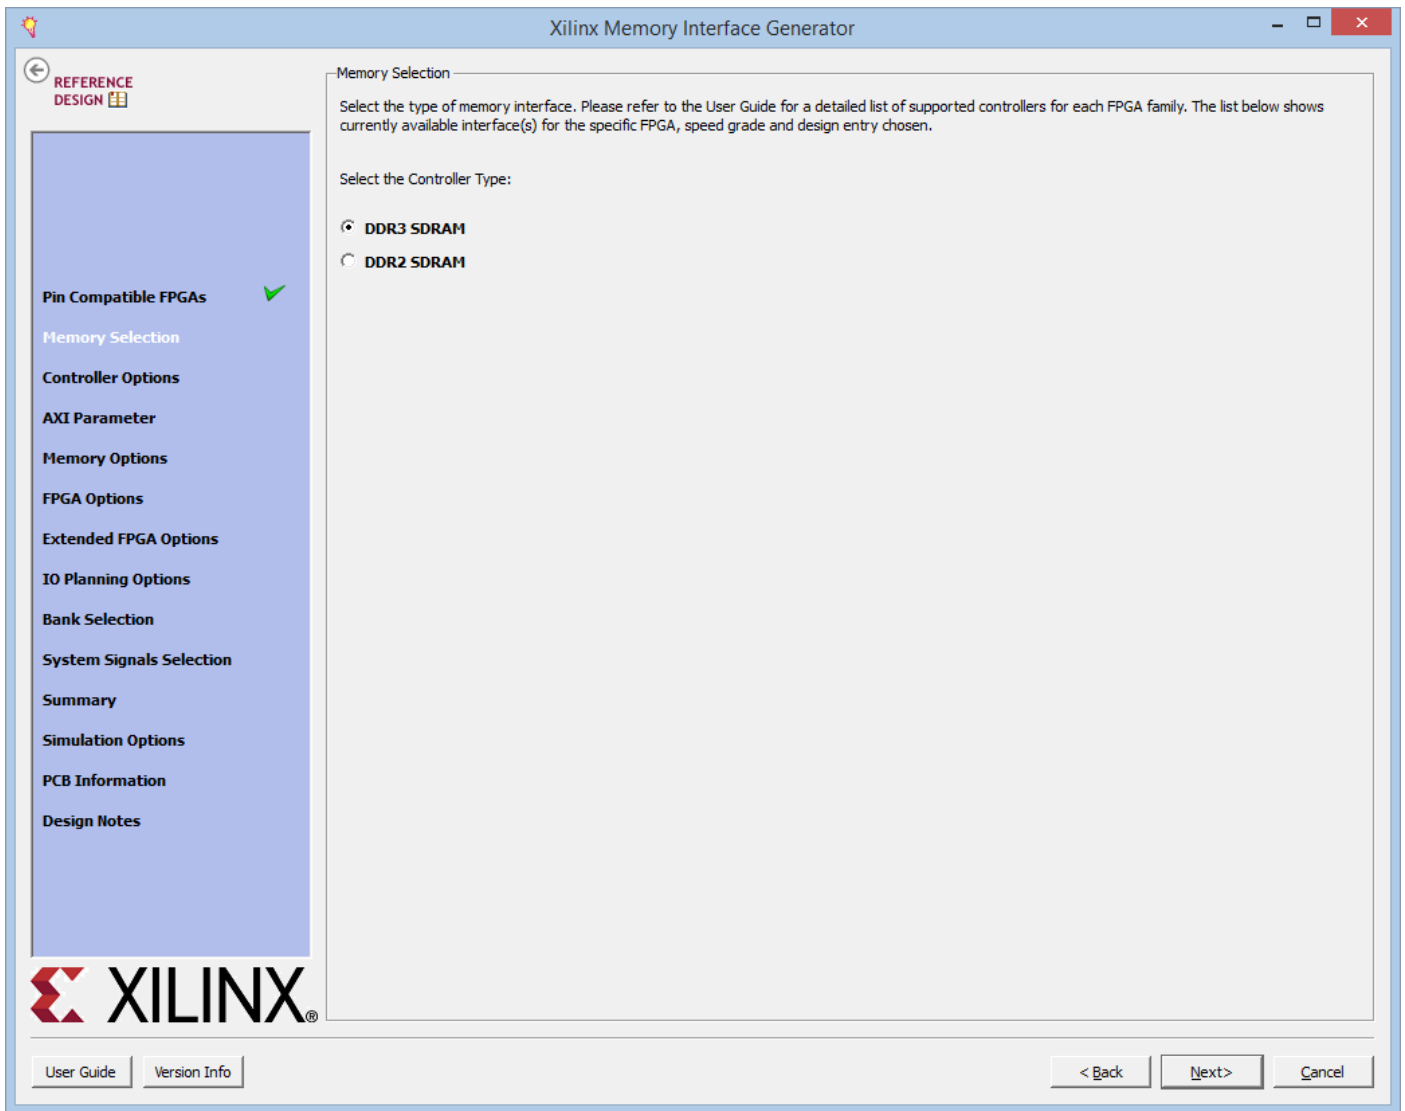 Xilinx Memory Interface Generator
REFERENCE
DESIGN
Pin Compatible FPGAs
Memory Selection
Controller Options
AXI Parameter
Memory Options
FPGA Options
Extended FPGA Options
IO Planning Options
Bank Selection
System Signals Selection
Summary
Simulation Options
PCB Information
Design Notes
XILINX®
Memory Selection
Select the type of memory interface. Please refer to the User Guide for a detailed list of supported controllers for each FPGA family. The list below shows
currently available interface(s) for the specific FPGA, speed grade and design entry chosen.
Select the Controller Type:
DDR3 SDRAM
DDR2 SDRAM
User Guide
Version Info
< Back
Next>
Cancel